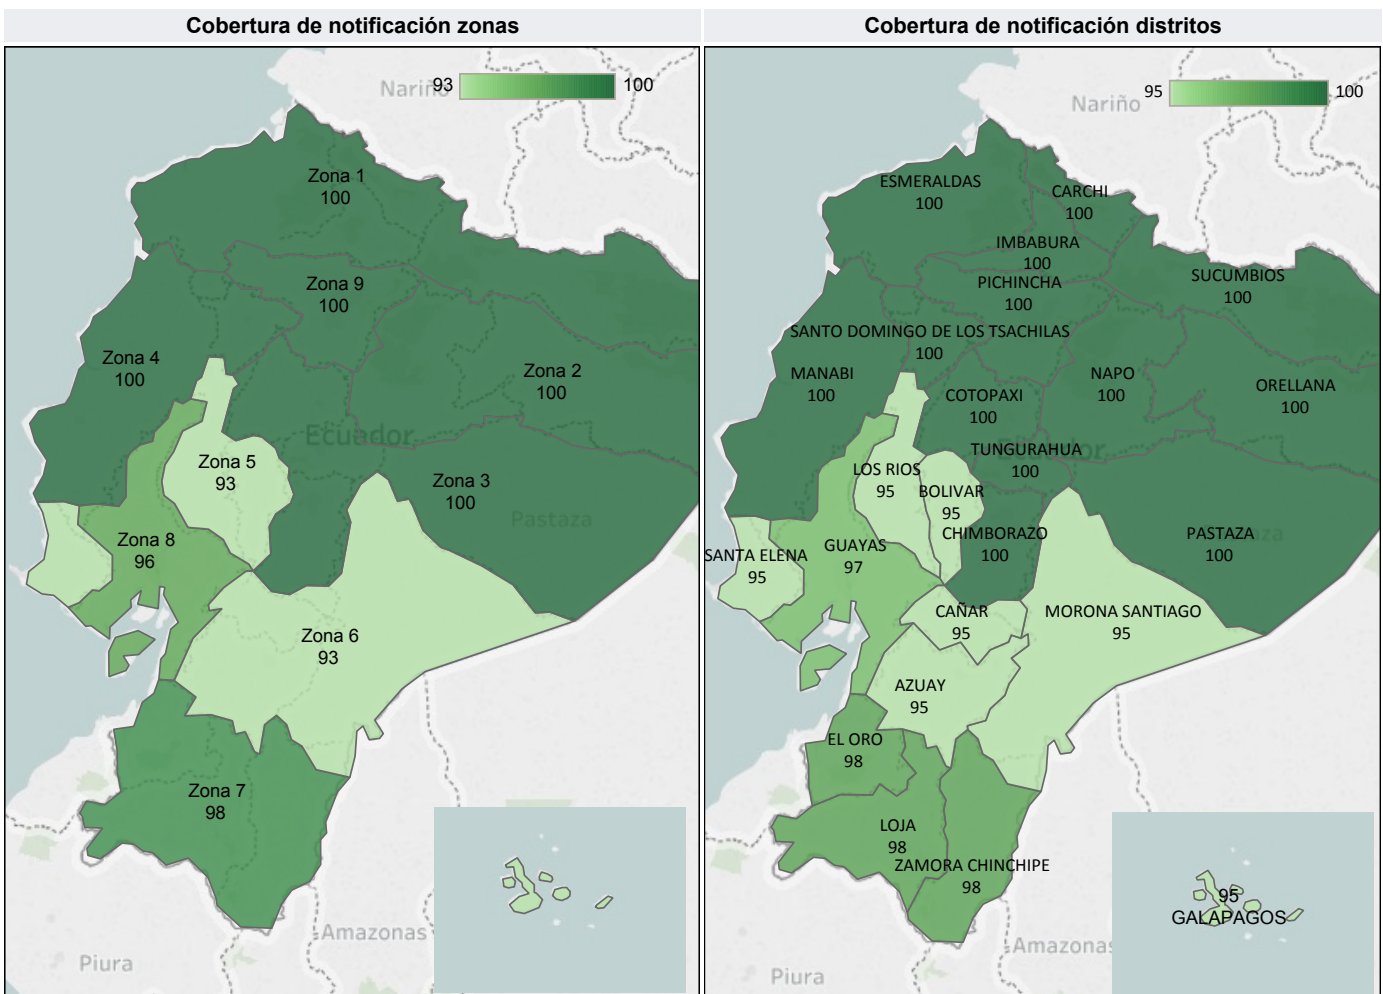 Cobertura de notificación zonas
Nariño
93
100
Zona 1
100
Zona 9
100
Zona 4
100
Zona 2
100
Ecuador
Zona 5
93
Zona 3
100
Pastaza
Zona 8
96
Zona 6
93
Zona 7
98
Amazonas
Piura
Cobertura de notificación distritos
95
100
Nariño
ESMERALDAS
100
CARCHI
100
IMBABURA
100
SUCUMBIOS
100
PICHINCHA
100
SANTO DOMINGO DE LOS TSACHILAS
100
MANABI
100
NAPO
100
ORELLANA
100
COTOPAXI
100
TUNGURAHUA
100
Ecuador
LOS RIOS
95
BOLIVAR
95
CHIMBORAZO
100
PASTAZA
100
SANTA ELENA
95
GUAYAS
97
CAÑAR
95
MORONA SANTIAGO
95
AZUAY
95
EL ORO
98
LOJA
98
ZAMORA CHINCHIPE
98
95
GALAPAGOS
Amazonas
Piura